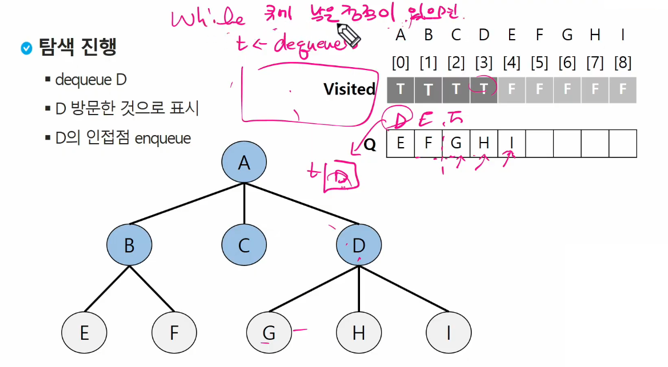 While 큐에 남은 정점이 있으면
t ← dequeue
탐색 진행
dequeue D
D 방문한 것으로 표시
D의 인접점 enqueue
A B C D E F G H I
[0] [1] [2] [3] [4] [5] [6] [7] [8]
Visited T T T T F F F F F
D E F
Q E F G H I
t D
A
B C D
E F G H I